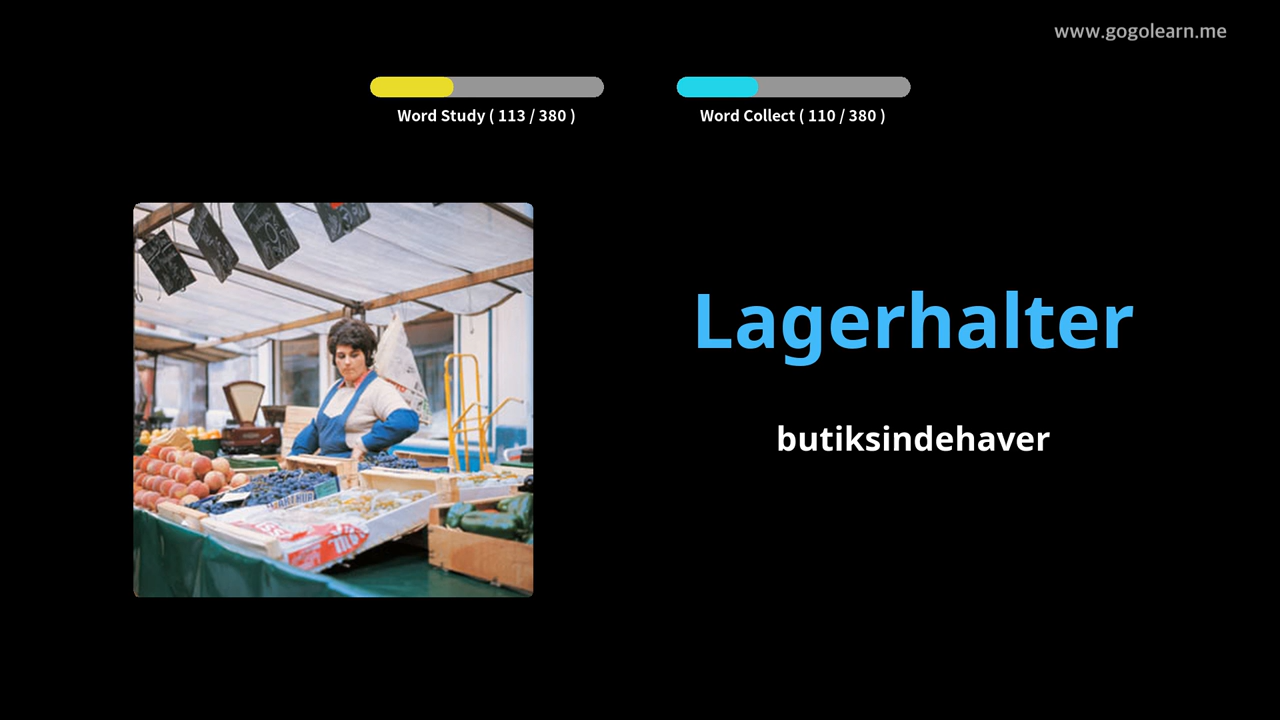 www.gogolearn.me
Word Study ( 113 / 380 )
Word Collect ( 110 / 380 )
Lagerhalter
butiksindehaver